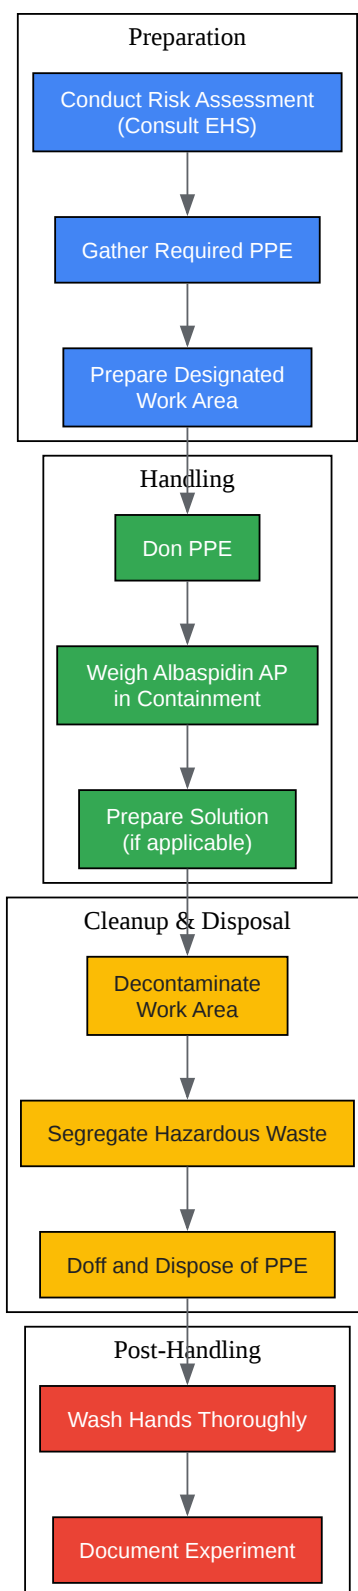 Preparation
Conduct Risk Assessment
(Consult EHS)
Gather Required PPE
Prepare Designated
Work Area
Handling
Don PPE
Weigh Albaspidin AP
in Containment
Prepare Solution
(if applicable)
Cleanup & Disposal
Decontaminate
Work Area
Segregate Hazardous Waste
Doff and Dispose of PPE
Post-Handling
Wash Hands Thoroughly
Document Experiment